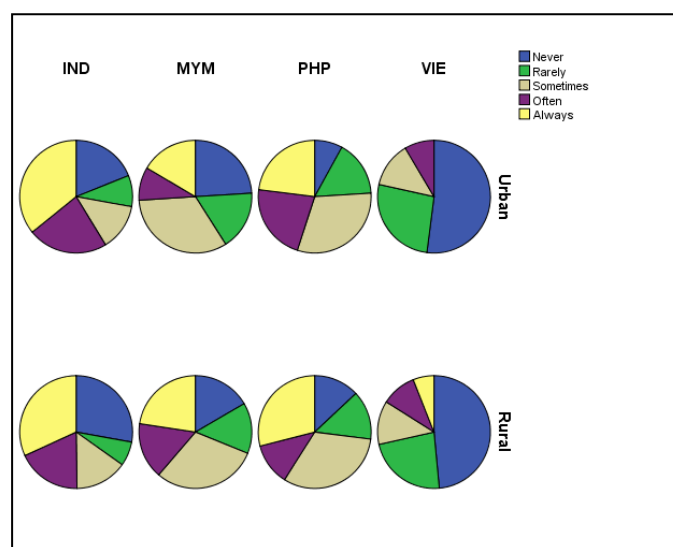 IND MYM PHP VIE
Never
Rarely
Sometimes
Often
Always
Urban
Rural